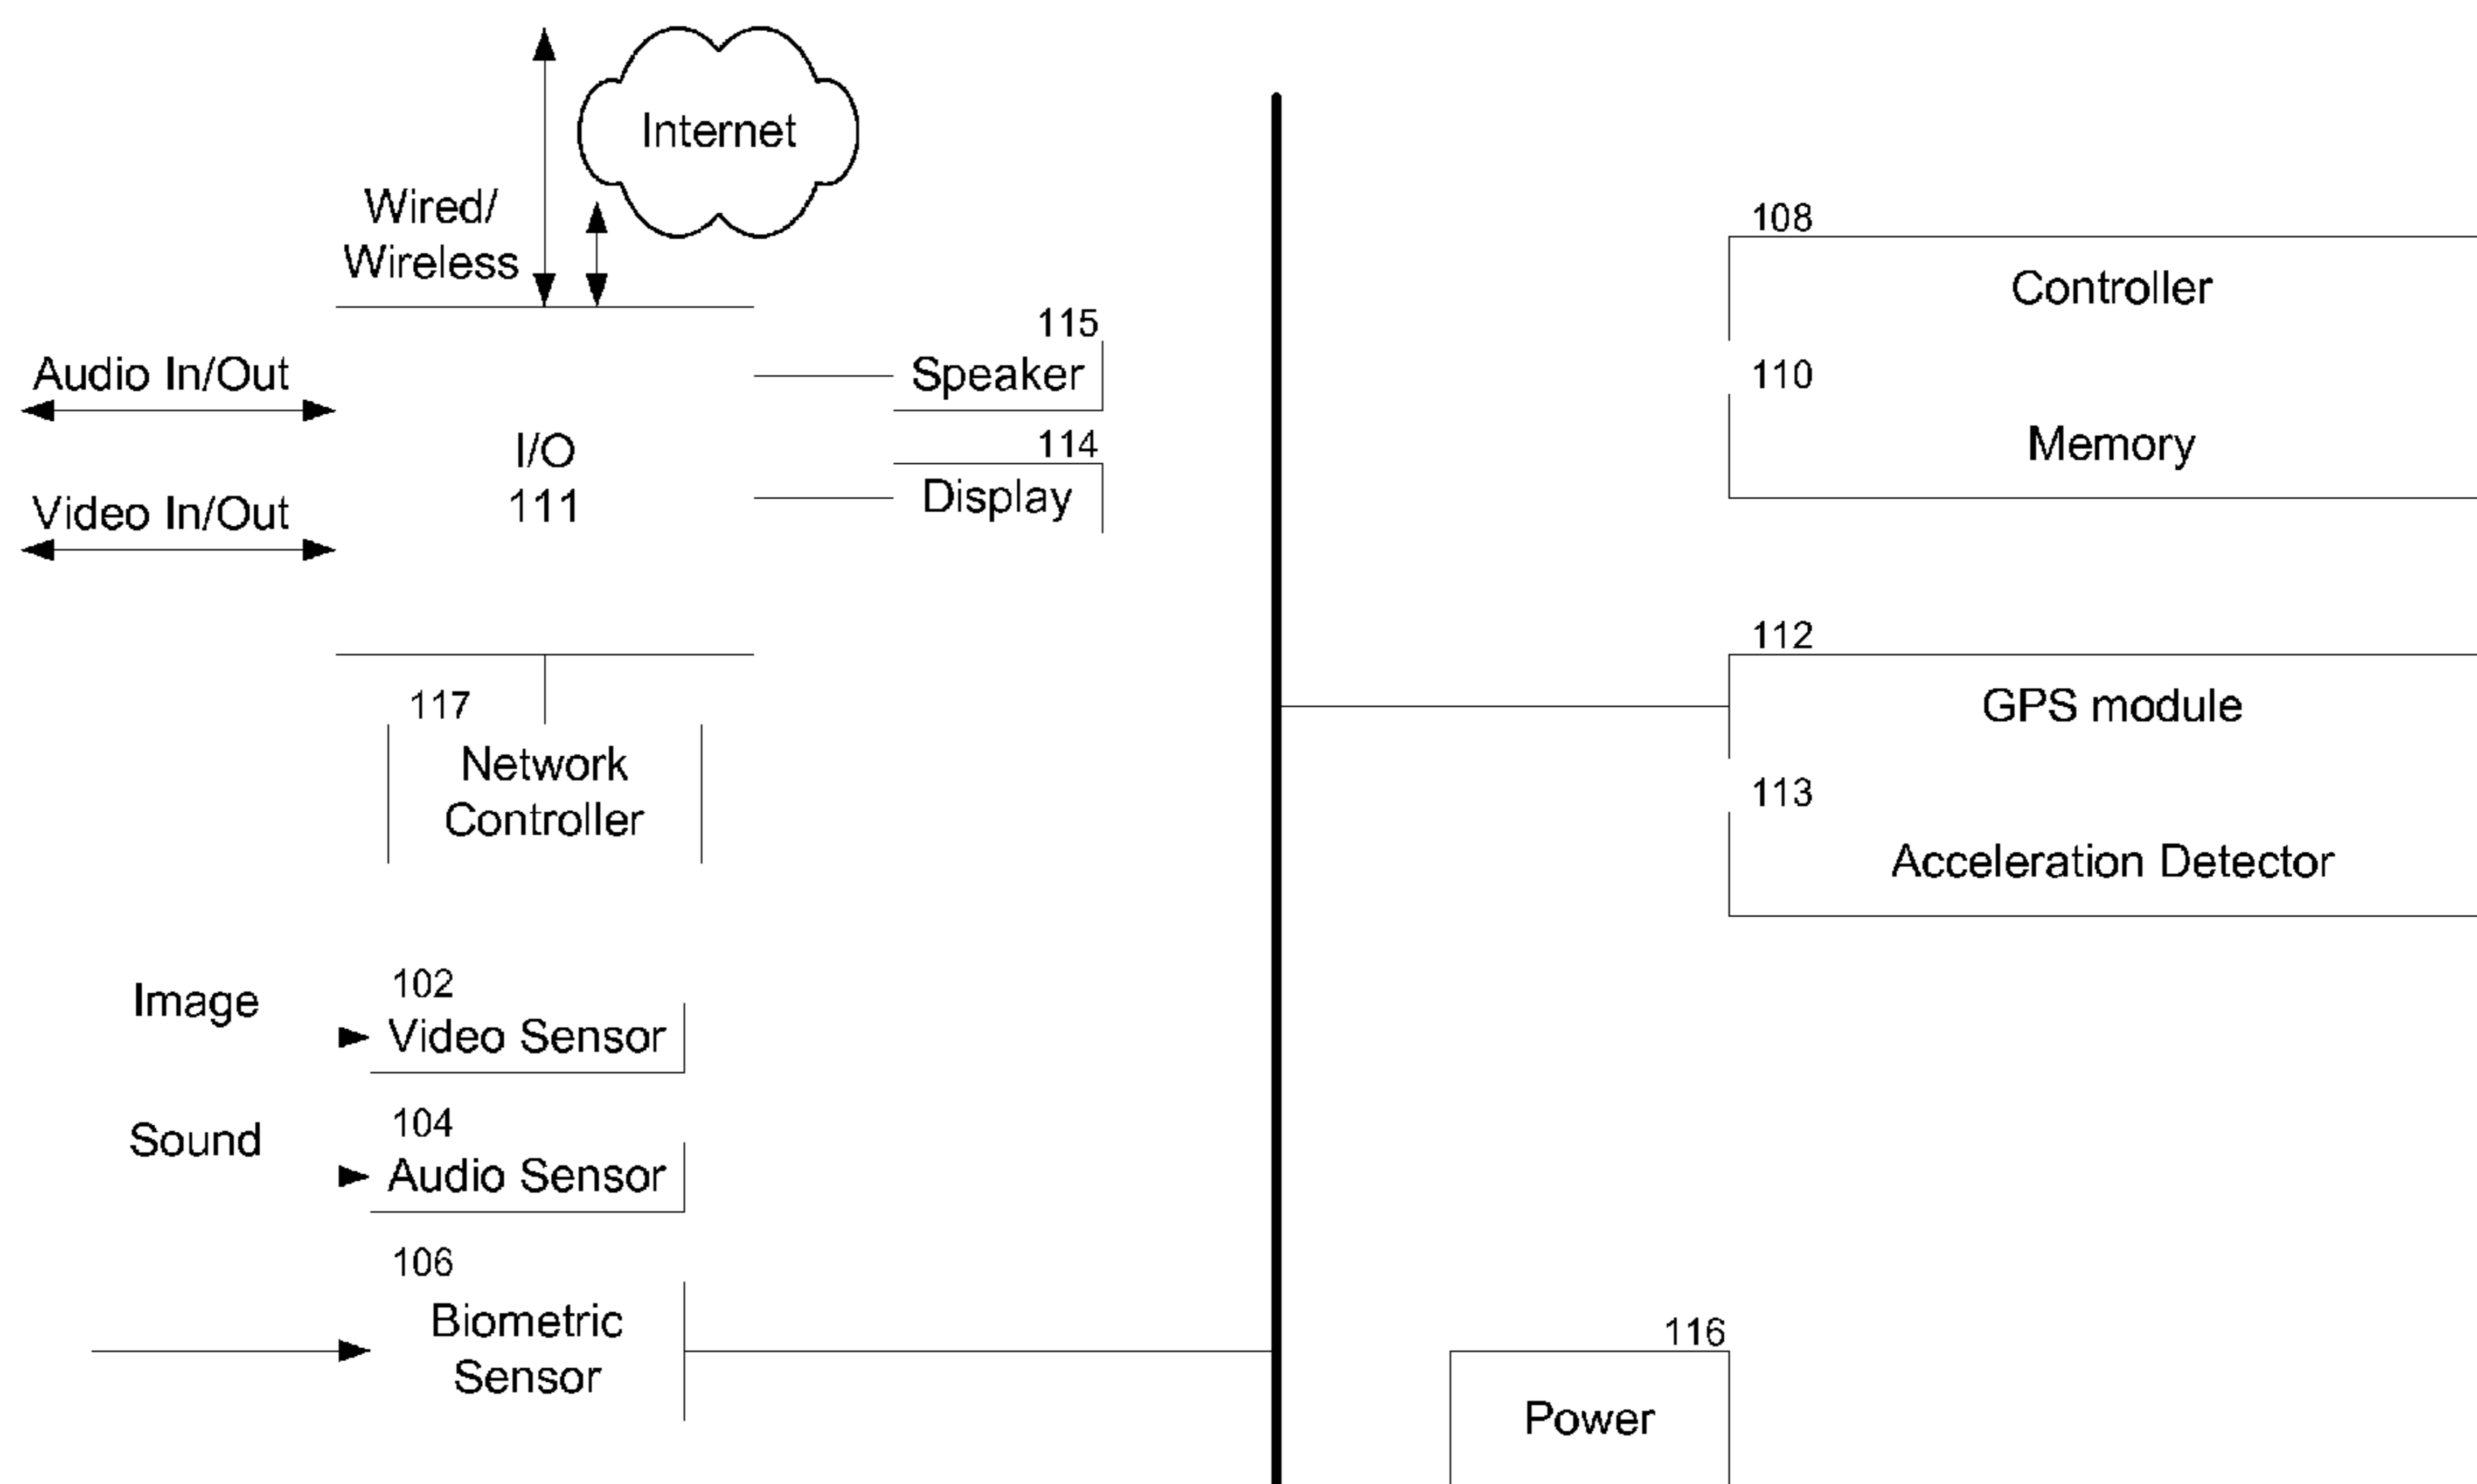 Internet
Wired/
Wireless
108
Controller
115
Audio In/Out
Speaker
110
I/O
114
Memory
111
Video In/Out
Display
112
117
GPS module
Network
Controller
113
Acceleration Detector
Image
102
Video Sensor
Sound
104
Audio Sensor
106
Biometric
Sensor
116
Power